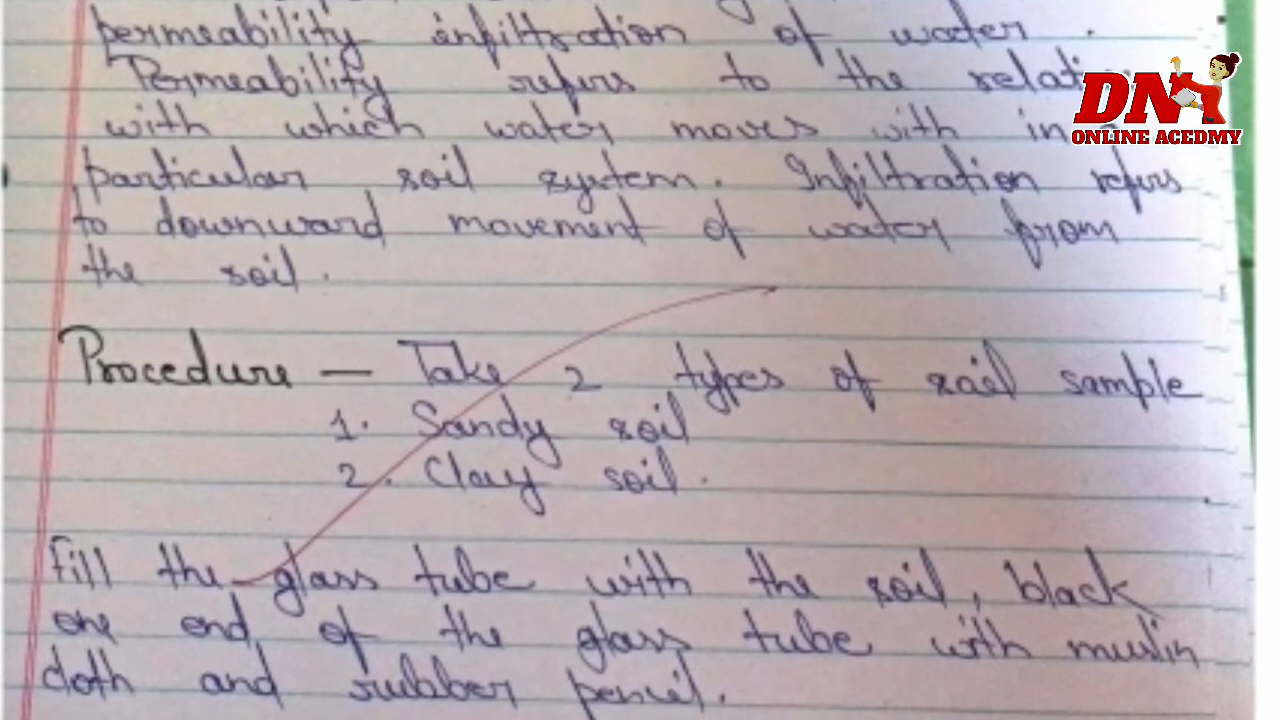 permeability infiltration of water.
Permeability refers to the
with which water moves with in
particular soil system. Infiltration refers
to downward movement of water from
the soil.
Procedure — Take 2 types of soil sample
1. Sandy soil
2. Clay soil.
Fill the glass tube with the soil, black
one end of the glass tube with muslin
cloth and rubber pencil.
DN
ONLINE ACEDMY